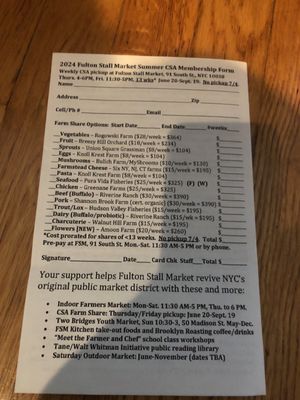 2024 Fulton Stall Market Summer CSA Membership Form
Weekly CSA pickup at Fulton Stall Market, 91 South St., NYC 10038
Thurs. 4-6PM, Fri. 11:30AM-5PM, 13 wks* June 20-Sept. 19. No pickup 7/4
Name
Address Zip
Cell/Ph # Email
Farm Share Options: Start Date End Date #weeks
Vegetables – Rogowski Farm ($28/week = $364) $
Fruit – Breezy Hill Orchard ($18/week = $234) $
Sprouts – Union Square Grassman ($8/week = $104) $
Eggs – Knoll Krest Farm ($8/week = $104) $
Mushrooms – Bulich Farm/MyShrooms ($10/week = $130) $
Farmstead Cheese – Six NY, CT Farms ($15/week = $195) $
Pasta – Knoll Krest Farm ($8/week = $104) $
Seafood – Pura Vida Fisheries ($25/week = $325) (F) (W) $
Chicken – Greenane Farms ($25/week = $325) $
Beef (Buffalo) – Riverine Ranch ($30/week = $390) $
Pork – Shannon Brook Farm (cert. organic) ($30/week = $390) $
Trout/Lox – Hudson Valley Fisheries ($15/week = $195) $
Dairy (Buffalo/probiotic) – Riverine Ranch ($15/wk = $195) $
Charcuterie – Walnut Hill Farm ($15/week = $195) $
Flowers [NEW] – Amoon Farm ($20/week = $260) $
*Cost prorated for shares of <13 weeks. No pickup 7/4 Total $
Pre-pay at FSM, 91 South St. Mon.-Sat. 11:30 AM-5 PM or by phone.
Signature Date Card Chk Staff Total $
Your support helps Fulton Stall Market revive NYC's
original public market district with these and more:
• Indoor Farmers Market: Mon-Sat. 11:30 AM-5 PM, Thu. to 6 PM.
• CSA Farm Share: Thursday/Friday pickup: June 20-Sept. 19
• Two Bridges Youth Market, Sun 10:30-3, 50 Madison St. May-Dec.
• FSM Kitchen take-out foods and Brooklyn Roasting coffee/drinks
• "Meet the Farmer and Chef" school class workshops
• Tane/Walt Whitman Initiative public reading library
• Saturday Outdoor Market: June-November (dates TBA)